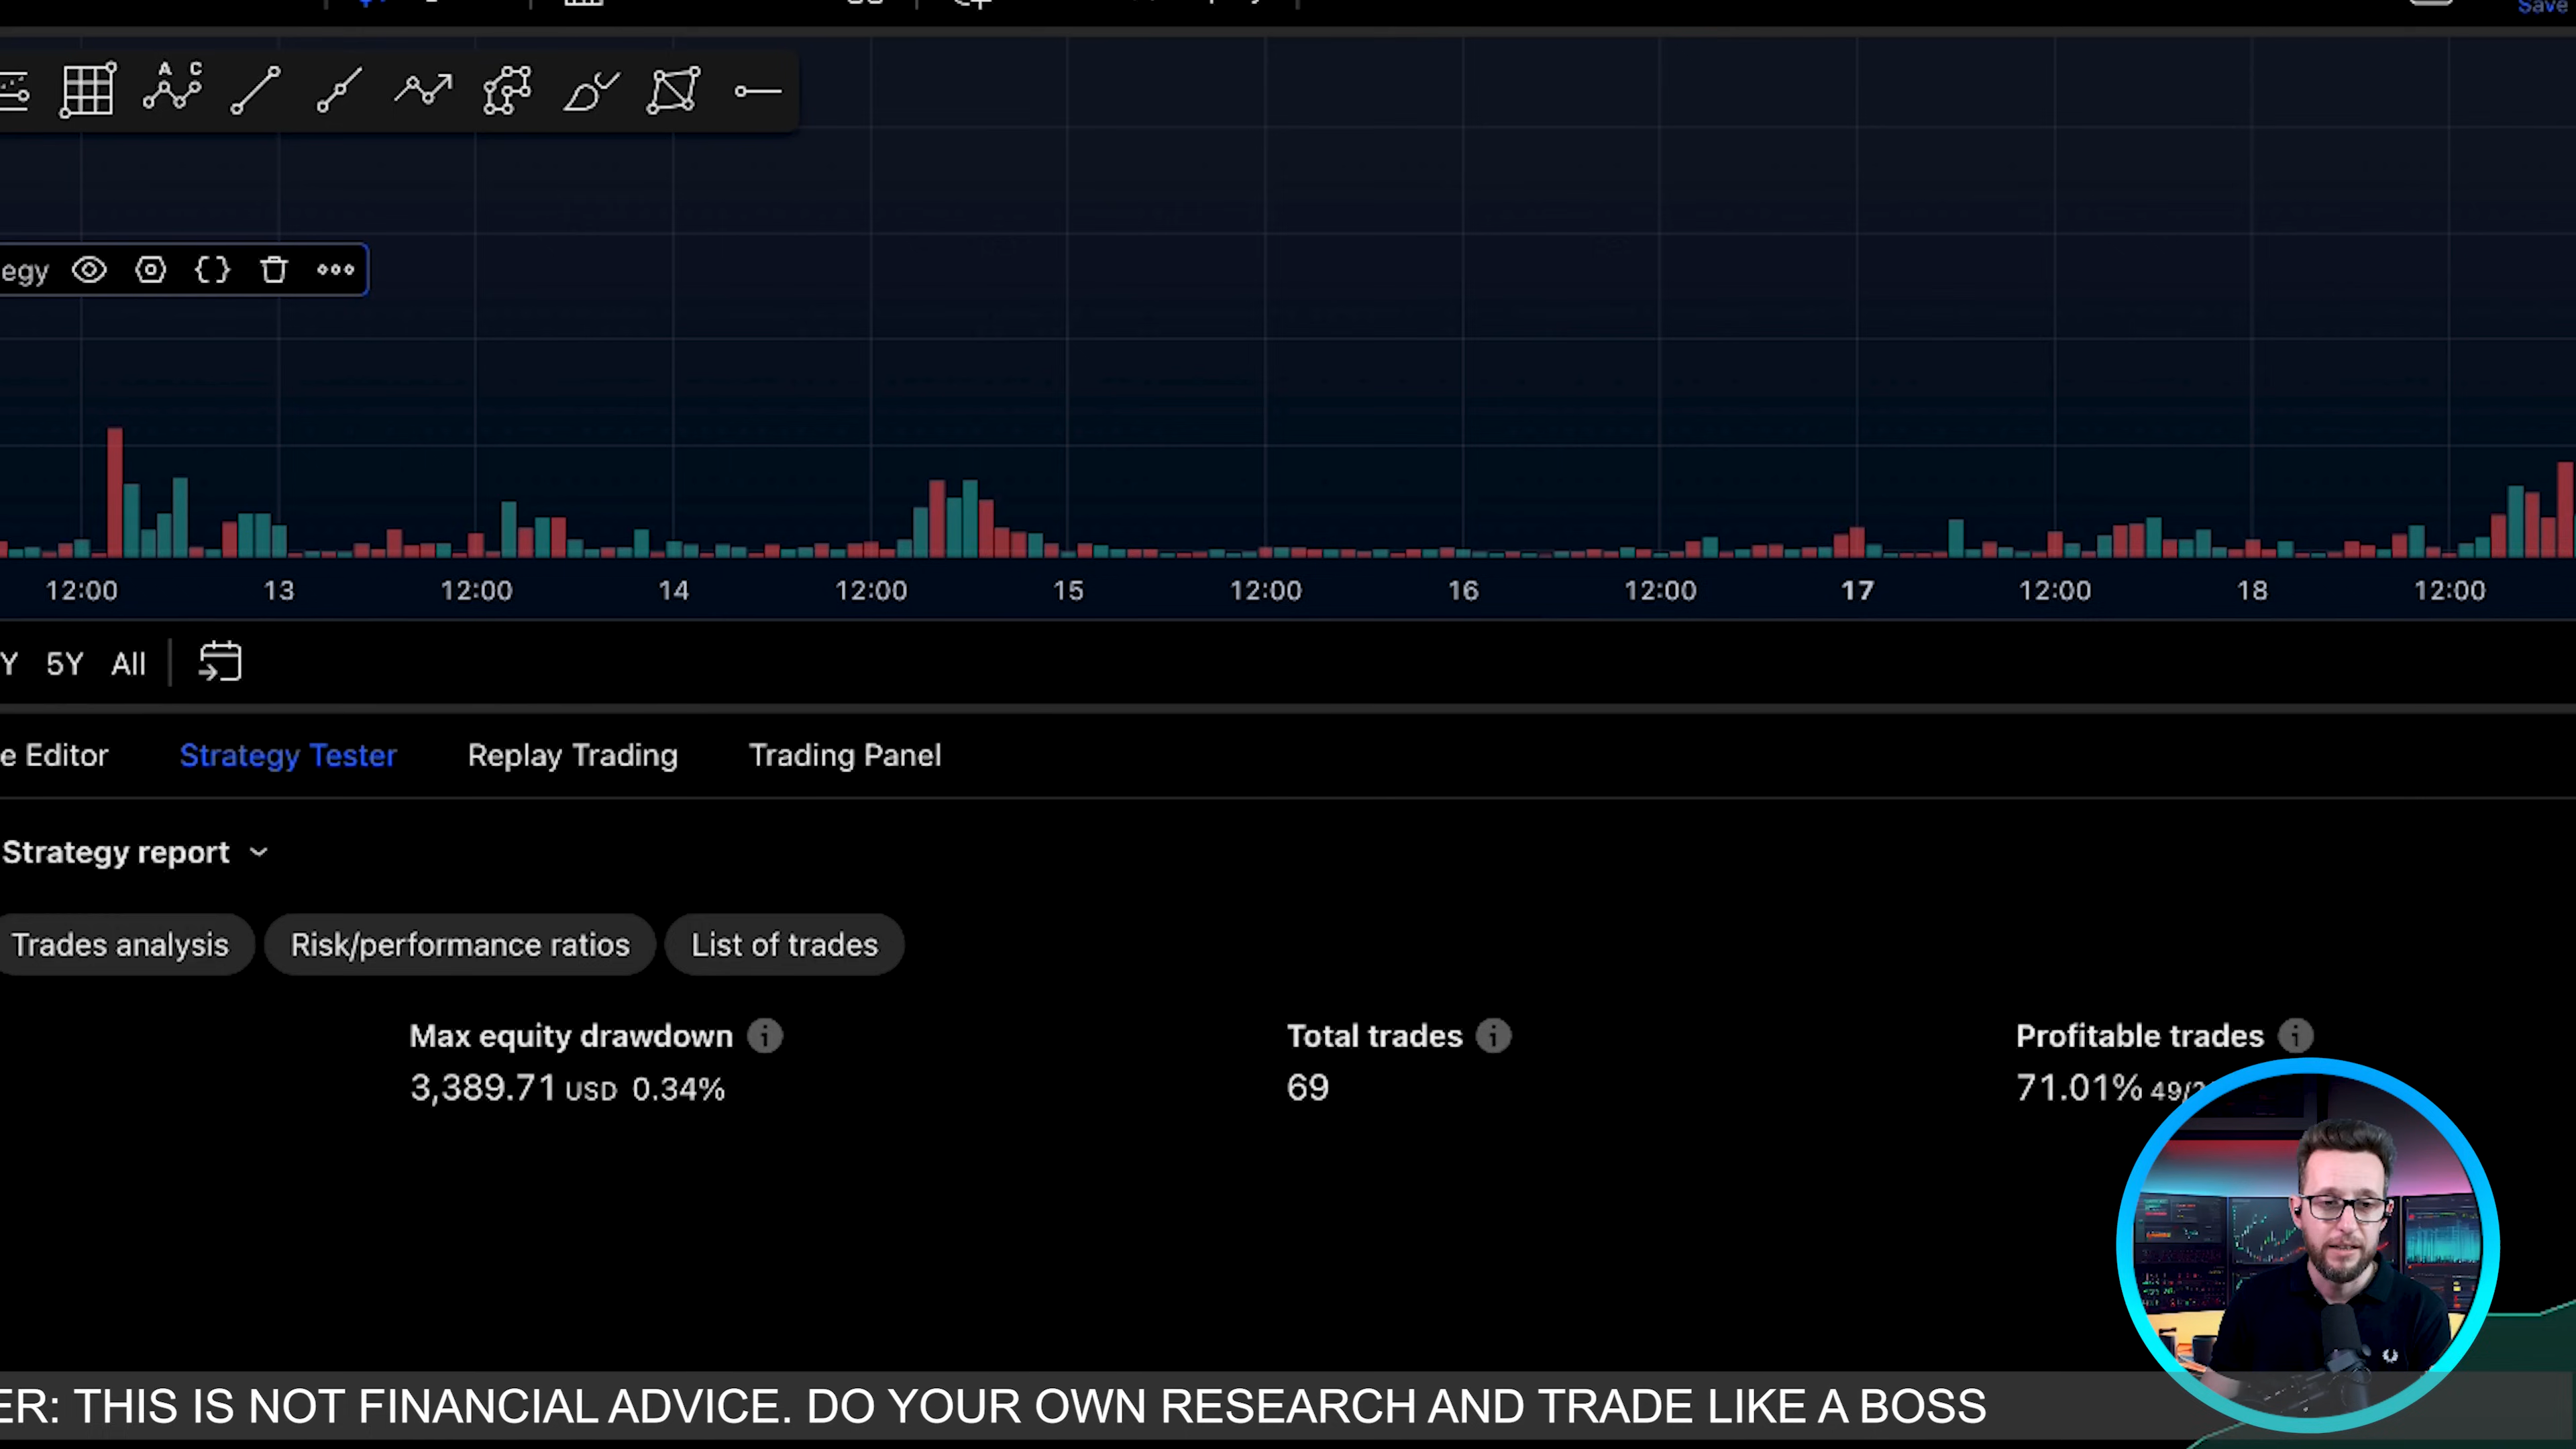 Save
A C
egy
12:00 13 12:00 14 12:00 15 12:00 16 12:00 17 12:00 18 12:00
Y 5Y All
e Editor Strategy Tester Replay Trading Trading Panel
Strategy report
Trades analysis Risk/performance ratios List of trades
Max equity drawdown Total trades Profitable trades
3,389.71 USD 0.34% 69 71.01% 49/
ER: THIS IS NOT FINANCIAL ADVICE. DO YOUR OWN RESEARCH AND TRADE LIKE A BOSS